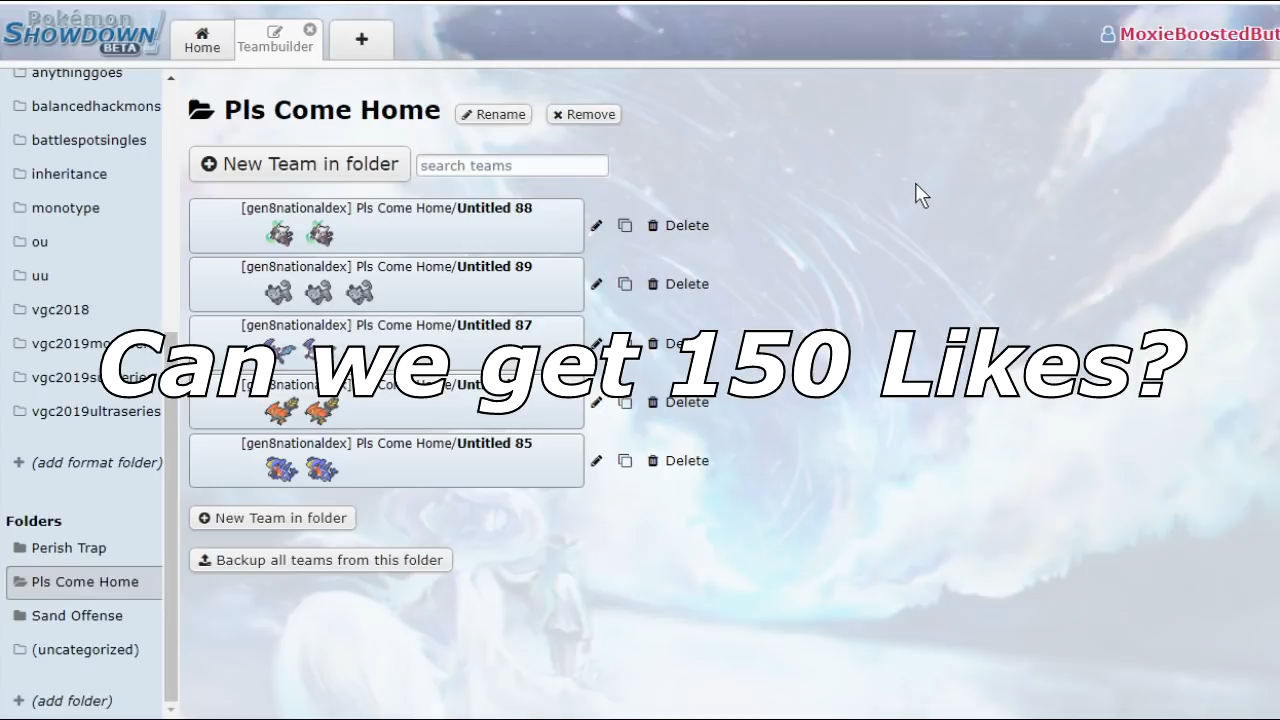 Pokémon
SHOWDOWN!
BETA
Home
Teambuilder
MoxieBoostedBut
anythinggoes
balancedhackmons
battlespotsingles
inheritance
monotype
ou
uu
vgc2018
vgc2019ultraseries
(add format folder)
Folders
Perish Trap
Pls Come Home
Sand Offense
(uncategorized)
(add folder)
Pls Come Home
Rename
Remove
New Team in folder
search teams
[gen8nationaldex] Pls Come Home/Untitled 88
Delete
[gen8nationaldex] Pls Come Home/Untitled 89
Delete
[gen8nationaldex] Pls Come Home/Untitled 87
Can we get 150 Likes?
[gen8nationaldex] Pls Come Home/
Delete
[gen8nationaldex] Pls Come Home/Untitled 85
Delete
New Team in folder
Backup all teams from this folder